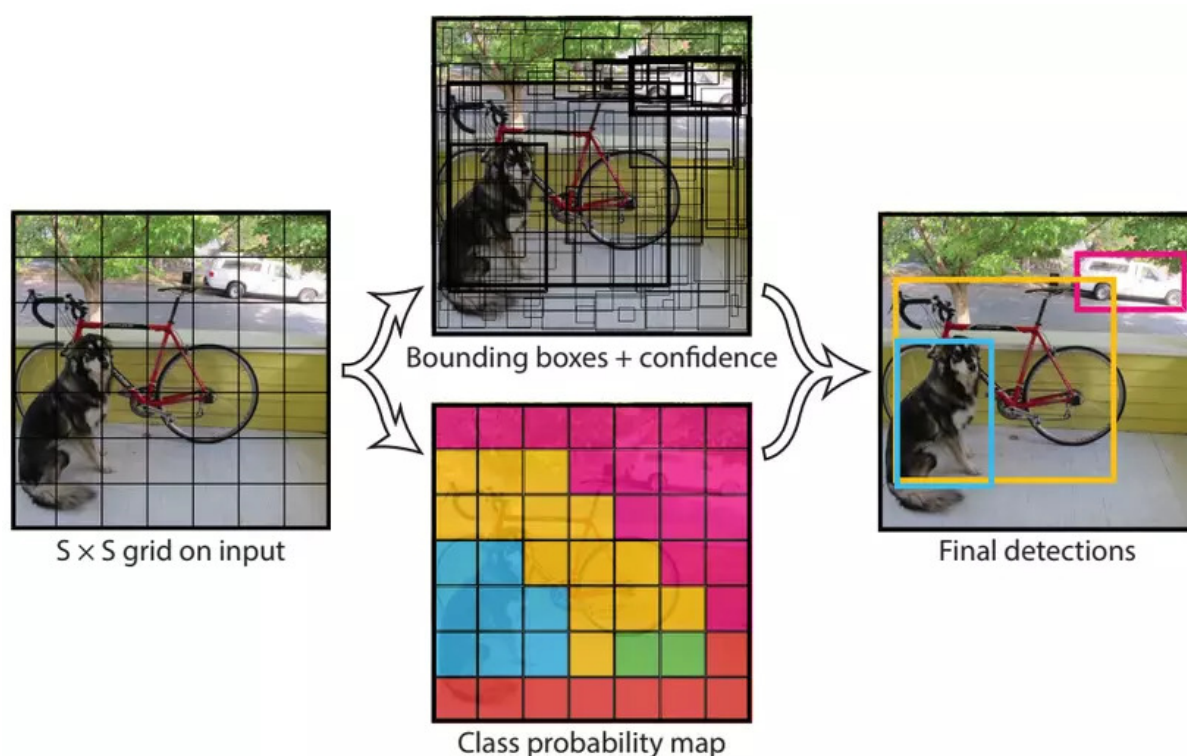 Bounding boxes + confidence
S × S grid on input
Final detections
Class probability map